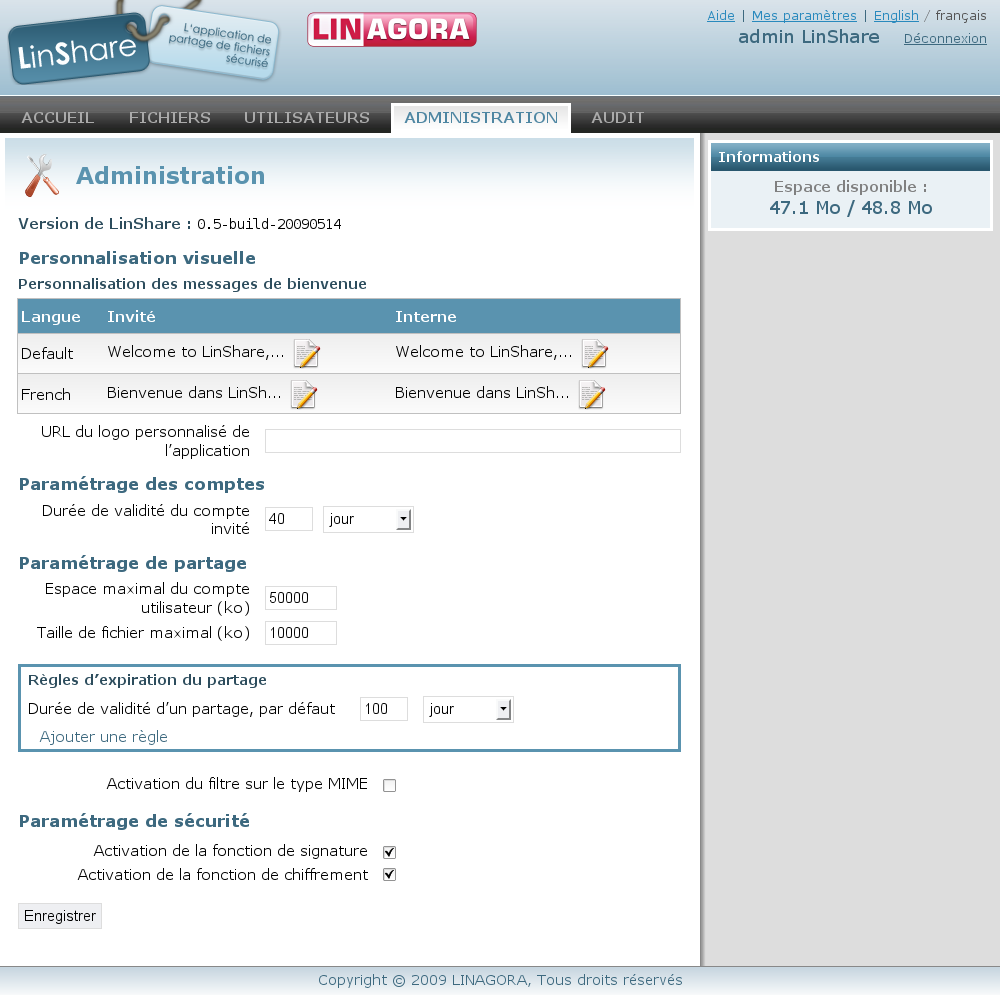 LinShare
L'application de
partage de fichiers
sécurisé
LINAGORA
Aide | Mes paramètres | English / français
admin LinShare Déconnexion
ACCUEIL FICHIERS UTILISATEURS ADMINISTRATION AUDIT
Administration
Version de LinShare : 0.5-build-20090514
Personnalisation visuelle
Personnalisation des messages de bienvenue
Langue Invité Interne
Default Welcome to LinShare,... Welcome to LinShare,...
French Bienvenue dans LinSh... Bienvenue dans LinSh...
URL du logo personnalisé de
l'application
Paramétrage des comptes
Durée de validité du compte
invité 40 jour
Paramétrage de partage
Espace maximal du compte
utilisateur (ko) 50000
Taille de fichier maximal (ko) 10000
Règles d'expiration du partage
Durée de validité d'un partage, par défaut 100 jour
Ajouter une règle
Activation du filtre sur le type MIME
Paramétrage de sécurité
Activation de la fonction de signature
Activation de la fonction de chiffrement
Enregistrer
Informations
Espace disponible :
47.1 Mo / 48.8 Mo
Copyright © 2009 LINAGORA, Tous droits réservés